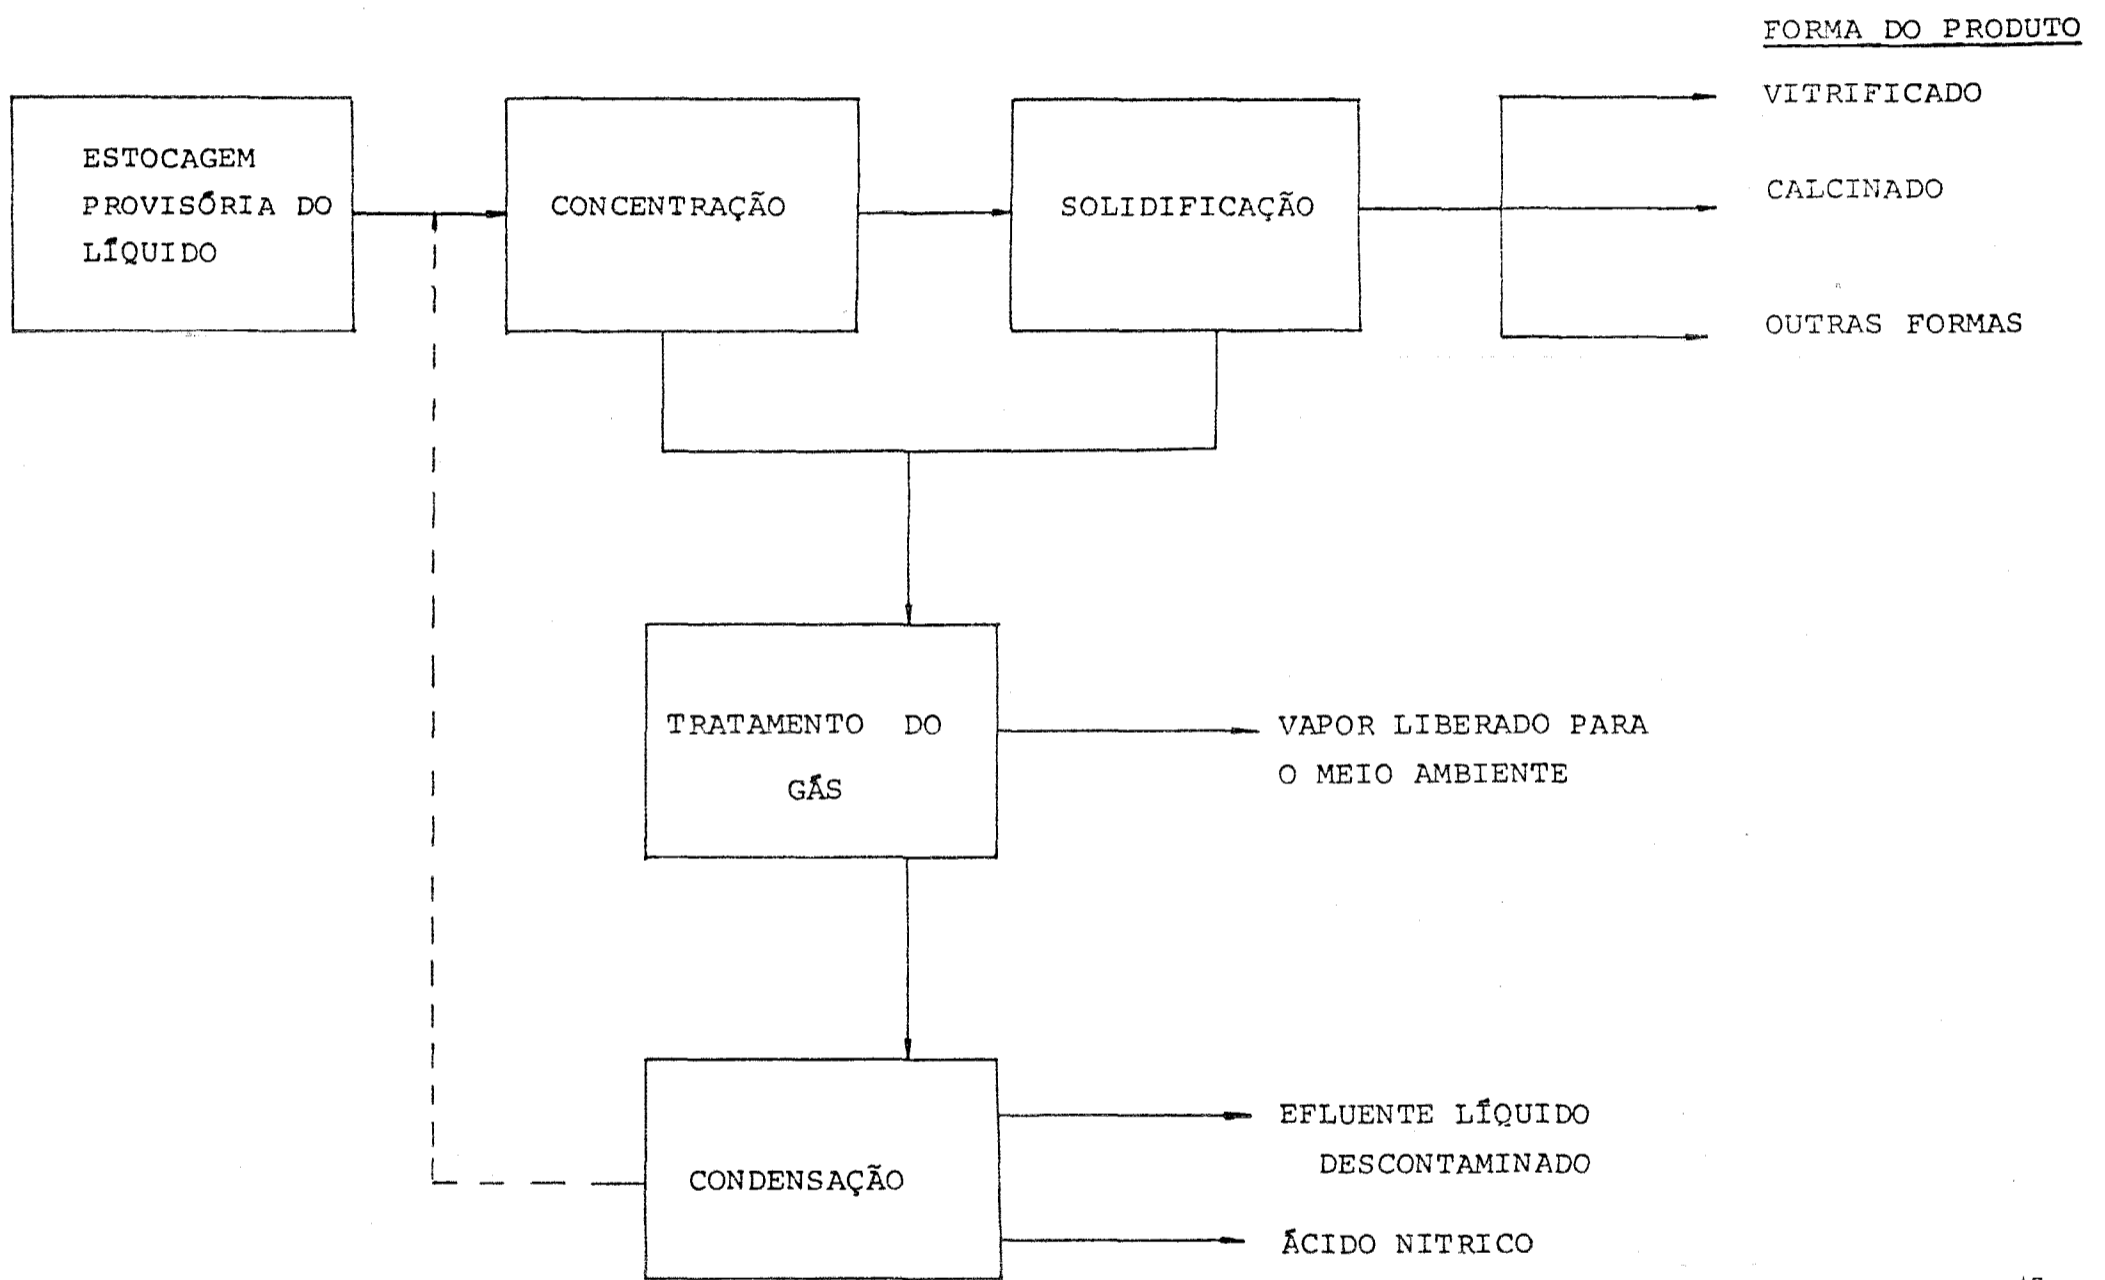 FORMA DO PRODUTO
VITRIFICADO
CALCINADO
OUTRAS FORMAS
ESTOCAGEM
PROVISÓRIA DO
LÍQUIDO
CONCENTRAÇÃO
SOLIDIFICAÇÃO
TRATAMENTO DO
GÁS
VAPOR LIBERADO PARA
O MEIO AMBIENTE
CONDENSAÇÃO
EFLUENTE LÍQUIDO
DESCONTAMINADO
ÁCIDO NITRICO